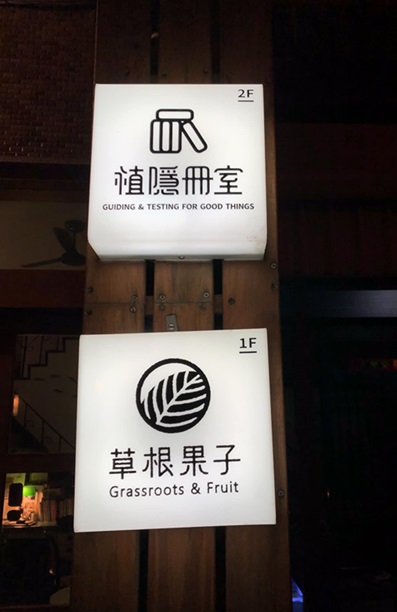 2F
植隱冊室
GUIDING & TESTING FOR GOOD THINGS
1F
草根果子
Grassroots & Fruit